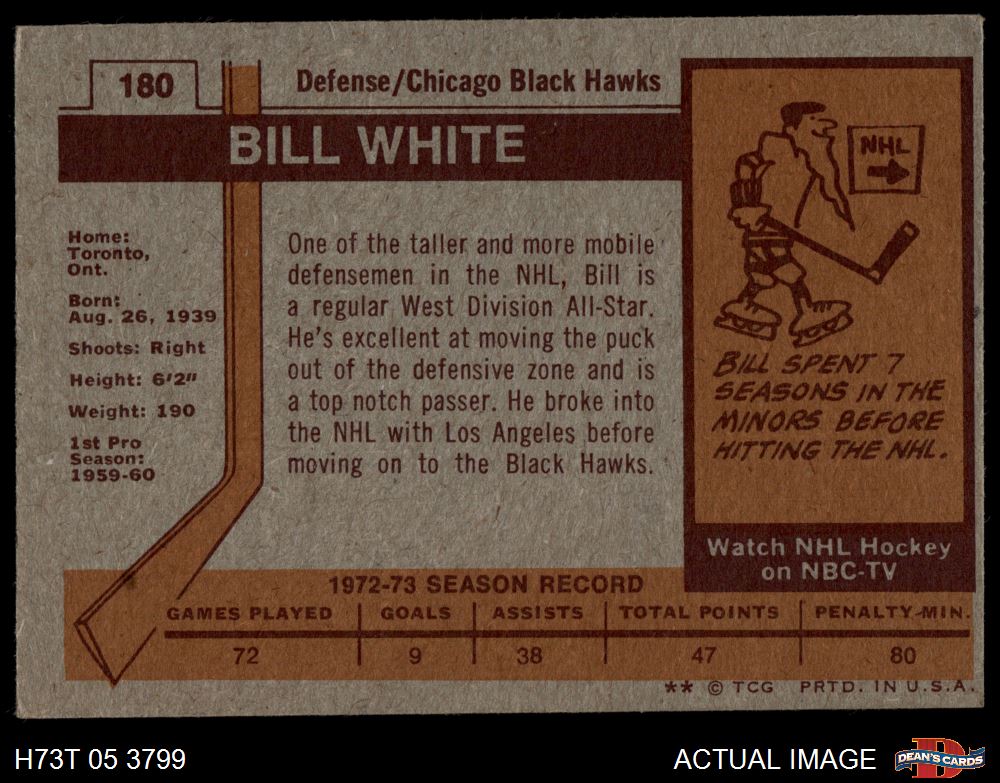 180
Defense/Chicago Black Hawks
BILL WHITE
Home:
Toronto,
Ont.
Born:
Aug. 26, 1939
Shoots: Right
Height: 6'2"
Weight: 190
1st Pro
Season:
1959-60
One of the taller and more mobile
defensemen in the NHL, Bill is
a regular West Division All-Star.
He's excellent at moving the puck
out of the defensive zone and is
a top notch passer. He broke into
the NHL with Los Angeles before
moving on to the Black Hawks.
NHL
BILL SPENT 7
SEASONS IN THE
MINORS BEFORE
HITTING THE NHL.
Watch NHL Hockey
on NBC-TV
1972-73 SEASON RECORD
GAMES PLAYED GOALS ASSISTS TOTAL POINTS PENALTY-MIN.
72 9 38 47 80
** © TCG PRTD. IN U.S.A.
H73T 05 3799
ACTUAL IMAGE
D
DEAN'S CARDS